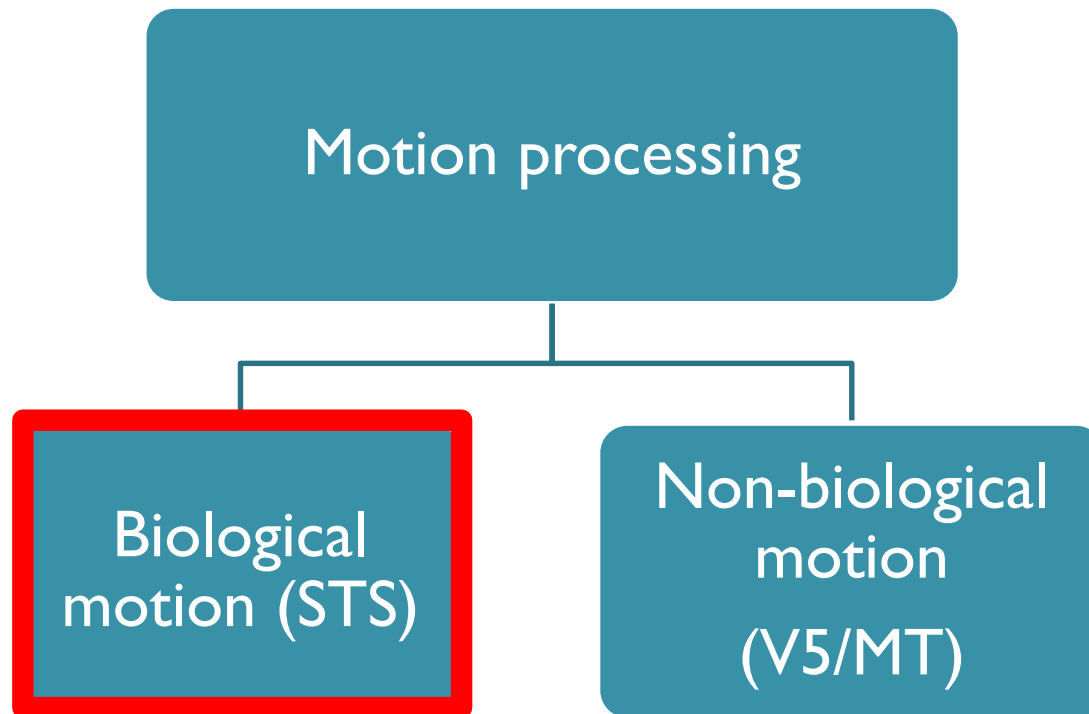 Motion processing
Biological
motion (STS)
Non-biological
motion
(V5/MT)